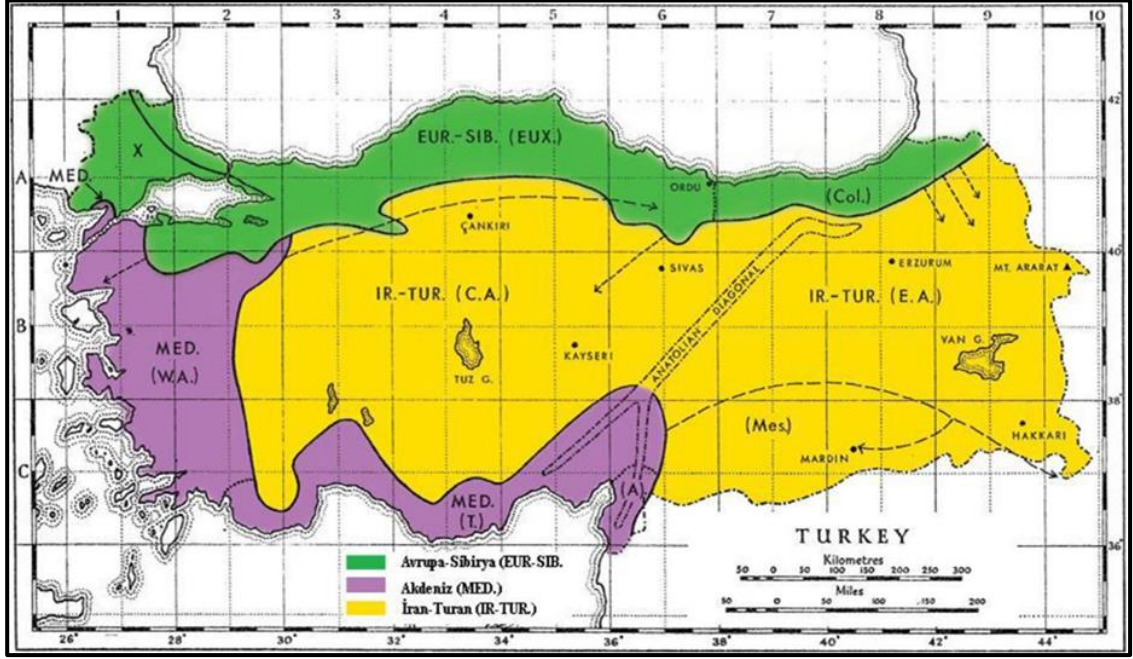 1 2 3 4 5 6 7 8 9 10
42°
EUR.-SIB. (EUX.)
X
MED.
A
ORDU
(Col.)
ÇANKIRI
40°
SIVAS
ERZURUM
MT. ARARAT
IR.-TUR. (C.A.)
ANATOLIAN DIAGONAL
IR.-TUR. (E.A.)
B
MED.
(W.A.)
KAYSERI
VAN G.
TUZ G.
38°
(Mes.)
HAKKARI
MARDIN
C
MED.
(T.)
(A)
TURKEY
36°
Kilometres
50 0 50 100 150 200 250 300
Miles
50 0 50 100 150 200
Avrupa-Sibirya (EUR-SIB.
Akdeniz (MED.)
İran-Turan (IR-TUR.)
26° 28° 30° 32° 34° 36° 38° 40° 42° 44°